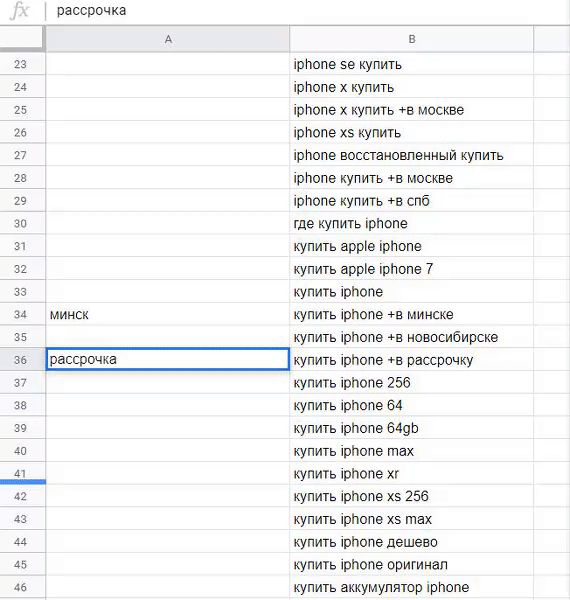 fx рассрочка
A B
23 iphone se купить
24 iphone x купить
25 iphone x купить +в москве
26 iphone xs купить
27 iphone восстановленный купить
28 iphone купить +в москве
29 iphone купить +в спб
30 где купить iphone
31 купить apple iphone
32 купить apple iphone 7
33 купить iphone
34 минск купить iphone +в минске
35 купить iphone +в новосибирске
36 рассрочка купить iphone +в рассрочку
37 купить iphone 256
38 купить iphone 64
39 купить iphone 64gb
40 купить iphone max
41 купить iphone xr
42 купить iphone xs 256
43 купить iphone xs max
44 купить iphone дешево
45 купить iphone оригинал
46 купить аккумулятор iphone